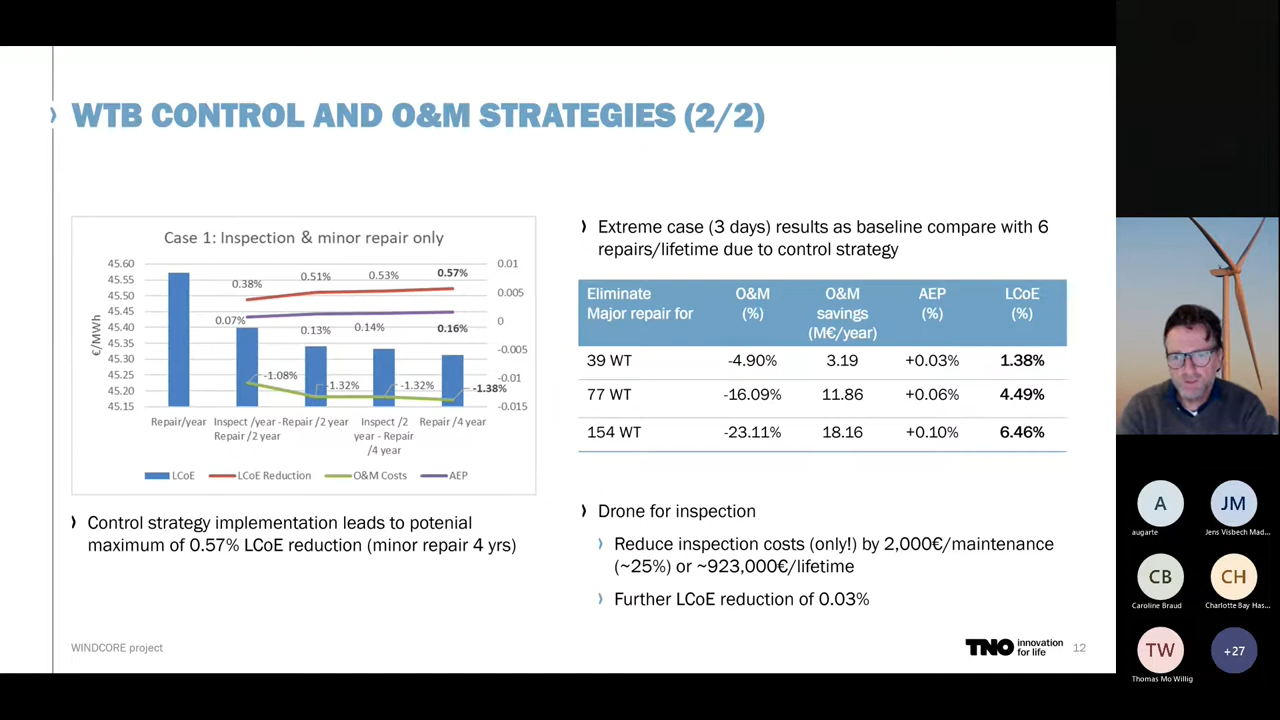 WTB CONTROL AND O&M STRATEGIES (2/2)
Case 1: Inspection & minor repair only
45.60
45.55
45.50
45.45
45.40
45.35
45.30
45.25
45.20
45.15
€/MWh
0.01
0.005
0
-0.005
-0.01
-0.015
0.38%
0.51%
0.53%
0.57%
0.07%
0.13%
0.14%
0.16%
-1.08%
-1.32%
-1.32%
-1.38%
Repair/year
Inspect /year -
Repair /2 year
Repair /2 year
Inspect /2
year - Repair
/4 year
Repair /4 year
LCoE
LCoE Reduction
O&M Costs
AEP
Control strategy implementation leads to potenial
maximum of 0.57% LCoE reduction (minor repair 4 yrs)
Extreme case (3 days) results as baseline compare with 6
repairs/lifetime due to control strategy
Eliminate
Major repair for
O&M
(%)
O&M
savings
(M€/year)
AEP
(%)
LCoE
(%)
39 WT -4.90% 3.19 +0.03% 1.38%
77 WT -16.09% 11.86 +0.06% 4.49%
154 WT -23.11% 18.16 +0.10% 6.46%
Drone for inspection
Reduce inspection costs (only!) by 2,000€/maintenance
(~25%) or ~923,000€/lifetime
Further LCoE reduction of 0.03%
WINDCORE project
TNO innovation
for life
12
A
augarte
JM
Jens Visbech Mad...
CB
Caroline Braud
CH
Charlotte Bay Has...
TW
Thomas Mo Willig
+27